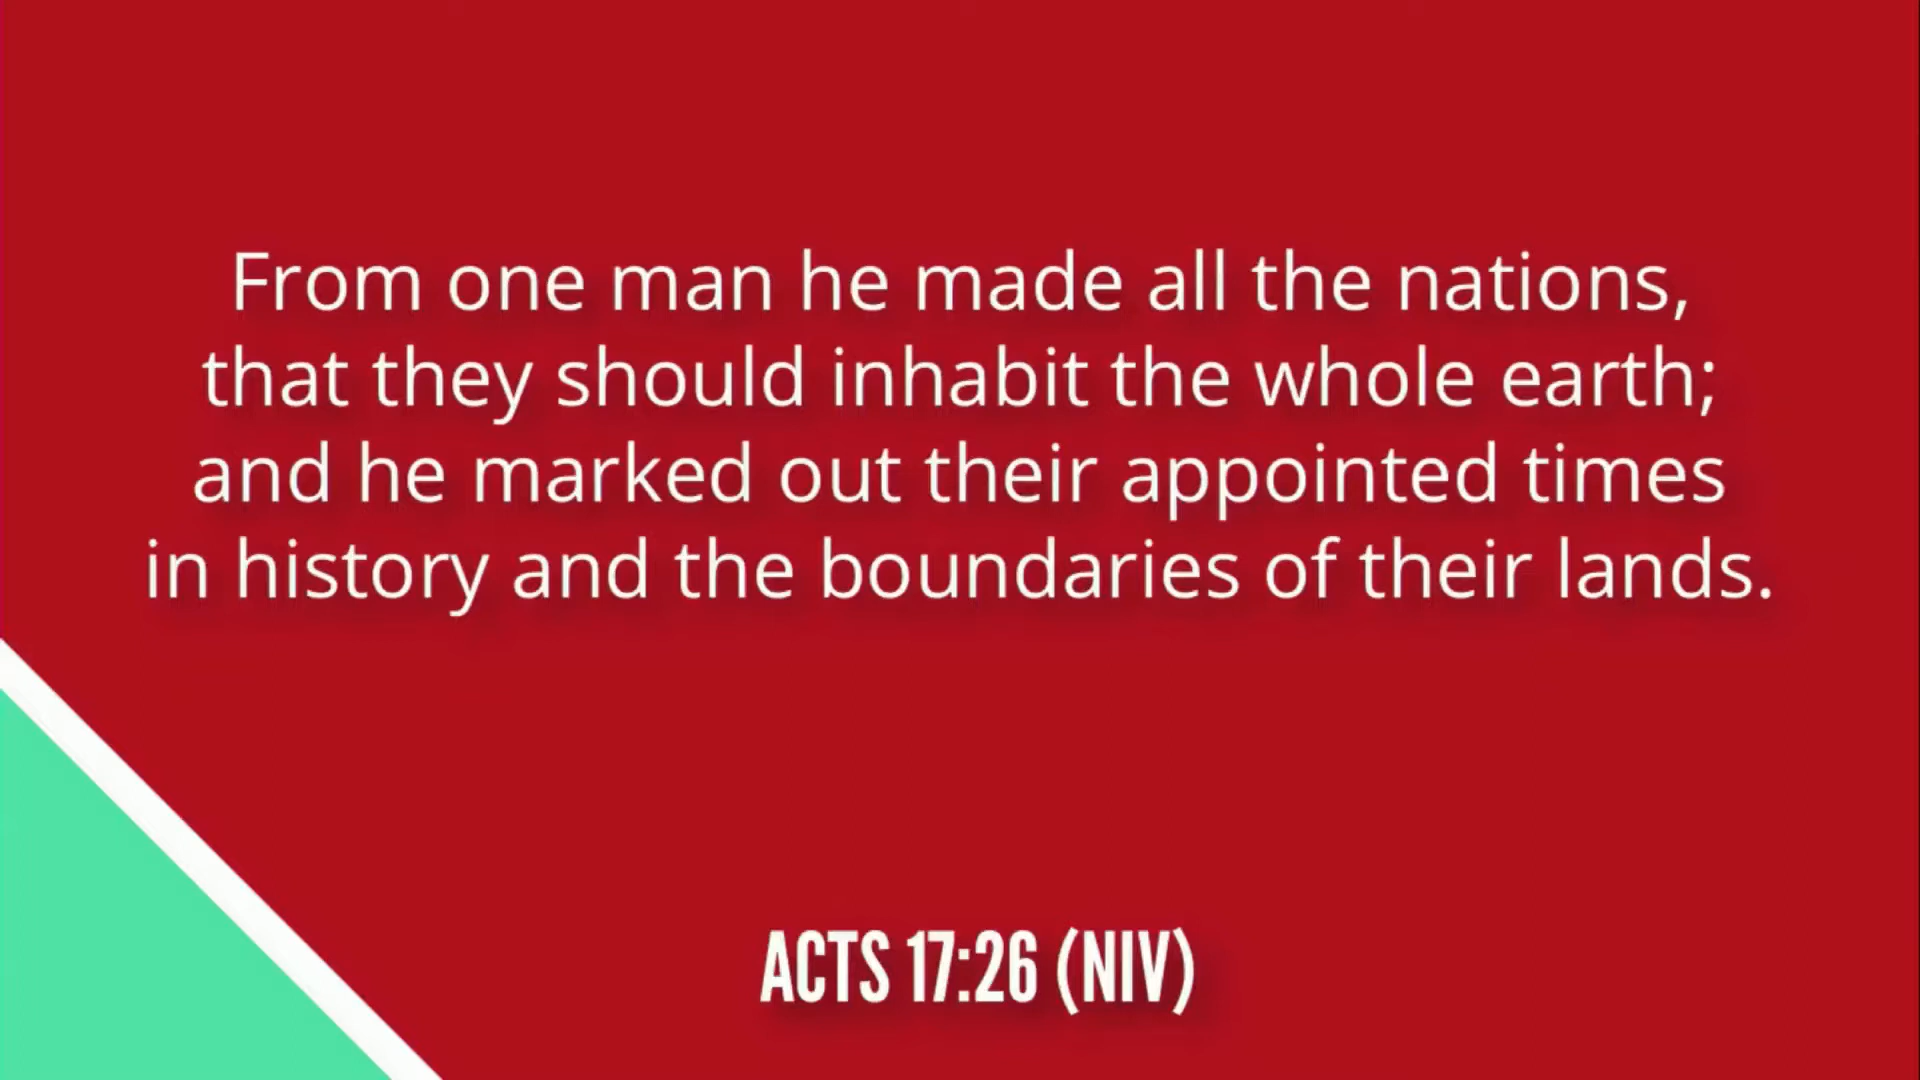 From one man he made all the nations,
that they should inhabit the whole earth;
and he marked out their appointed times
in history and the boundaries of their lands.
ACTS 17:26 (NIV)